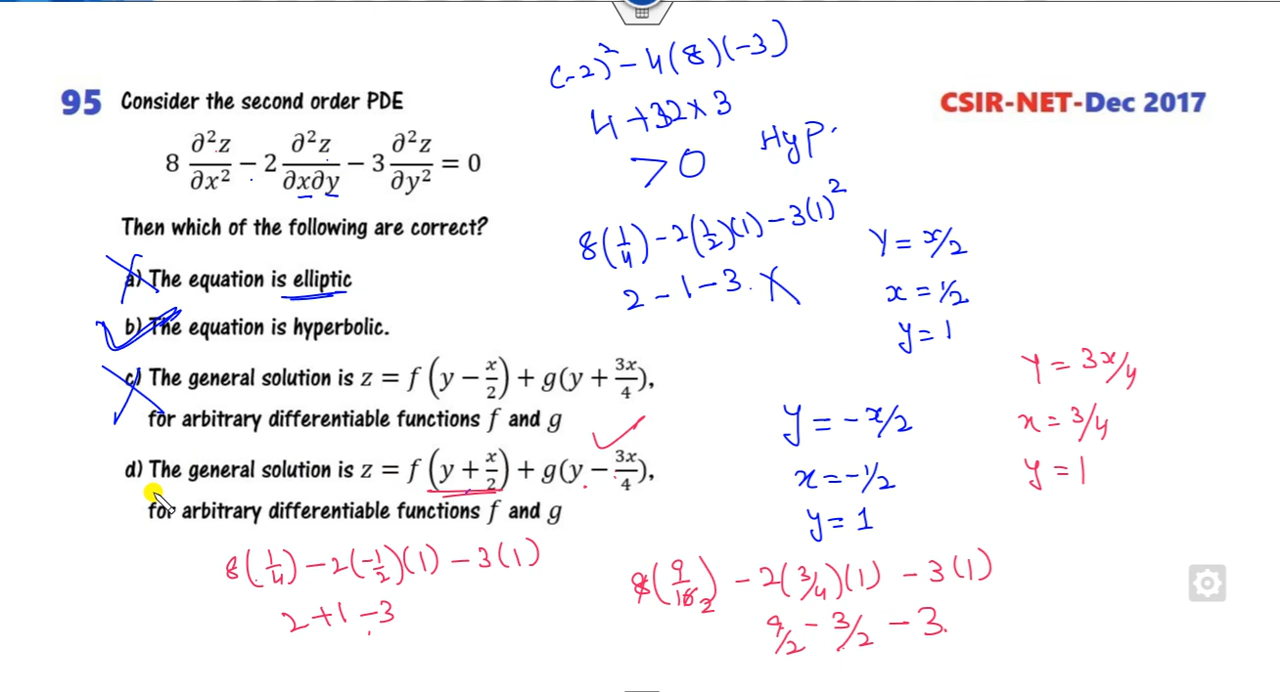 95 Consider the second order PDE
CSIR-NET-Dec 2017
8 ∂²z/∂x² − 2 ∂²z/∂x∂y − 3 ∂²z/∂y² = 0
Then which of the following are correct?
a) The equation is elliptic
b) The equation is hyperbolic.
c) The general solution is z = f(y − x/2) + g(y + 3x/4),
for arbitrary differentiable functions f and g
d) The general solution is z = f(y + x/2) + g(y − 3x/4),
for arbitrary differentiable functions f and g
(-2)² - 4(8)(-3)
4 + 32 × 3
> 0 Hyp.
8(1/4) - 2(1/2)(1) - 3(1)²
2 - 1 - 3. X
y = x/2
x = 1/2
y = 1
y = 3x/4
x = 3/4
y = 1
y = -x/2
x = -1/2
y = 1
8(1/4) - 2(-1/2)(1) - 3(1)
2 + 1 - 3
8(9/16 2) - 2(3/4)(1) - 3(1)
9/2 - 3/2 - 3.